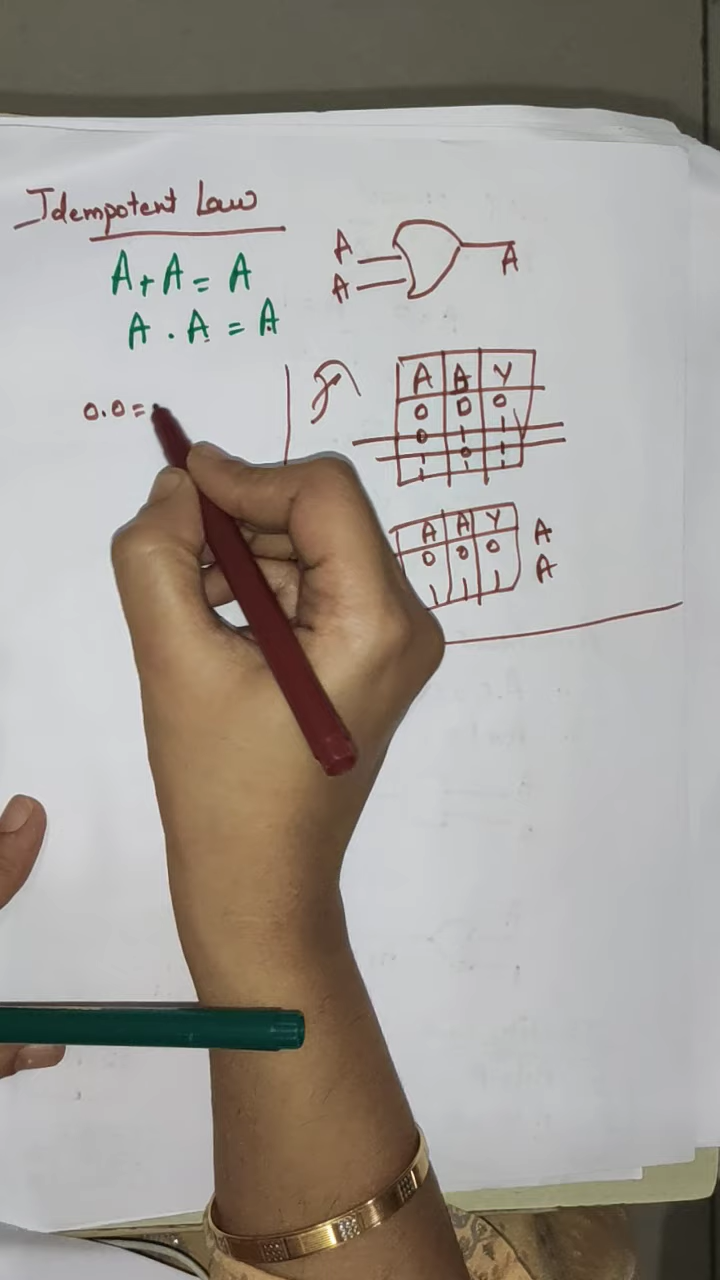 Idempotent Law
A + A = A
A . A = A
0.0 =
A
A
A
A A Y
0 0 0
0 1 1
1 0 1
1 1 1
A A Y
0 0 0 A
1 1 1 A